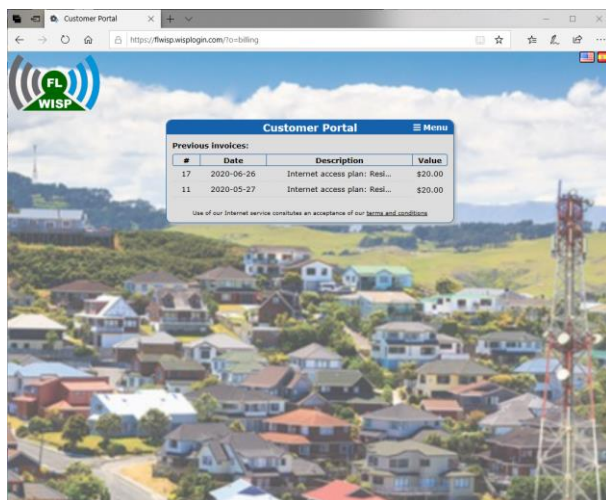 Customer Portal
https://flwisp.wisplogin.com/?o=billing
FL
WISP
Customer Portal
Menu
Previous invoices:
# Date Description Value
17 2020-06-26 Internet access plan: Resi... $20.00
11 2020-05-27 Internet access plan: Resi... $20.00
Use of our Internet service consitutes an acceptance of our terms and conditions